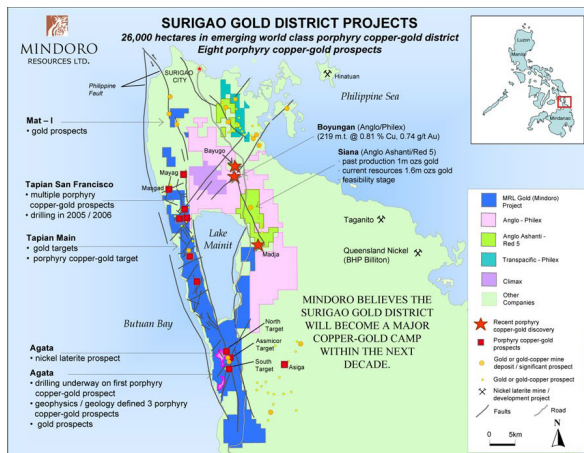 MINDORO
RESOURCES LTD.
SURIGAO GOLD DISTRICT PROJECTS
26,000 hectares in emerging world class porphyry copper-gold district
Eight porphyry copper-gold prospects
Luzon
Manila
Philippines
Mindanao
SURIGAO
CITY
Hinatuan
Philippine
Fault
Philippine Sea
Mat – I
• gold prospects
Bayugo
Boyungan (Anglo/Philex)
(219 m.t. @ 0.81 % Cu, 0.74 g/t Au)
Siana (Anglo Ashanti/Red 5)
• past production 1m ozs gold
• current resources 1.6m ozs gold
• feasibility stage
Mayag
Masgad
Tapian San Francisco
• multiple porphyry
copper-gold prospects
• drilling in 2005 / 2006
Tapian Main
• gold targets
• porphyry copper-gold target
Lake
Mainit
Madja
Taganito
Queensland Nickel
(BHP Billiton)
MRL Gold (Mindoro)
Project
Anglo - Philex
Anglo Ashanti -
Red 5
Transpacific - Philex
Climax
Other
Companies
MINDORO BELIEVES THE
SURIGAO GOLD DISTRICT
WILL BECOME A MAJOR
COPPER-GOLD CAMP
WITHIN THE NEXT
DECADE.
Butuan Bay
North
Target
Assmicor
Target
South
Target
Asiga
Agata
• nickel laterite prospect
Agata
• drilling underway on first porphyry
copper-gold prospect
• geophysics / geology defined 3 porphyry
copper-gold prospects
• gold prospects
Recent porphyry
copper-gold discovery
Porphyry copper-gold
prospects
Gold or gold-copper mine
deposit / significant prospect
Gold or gold-copper prospect
Nickel laterite mine /
development project
Faults
Road
0 5km
N